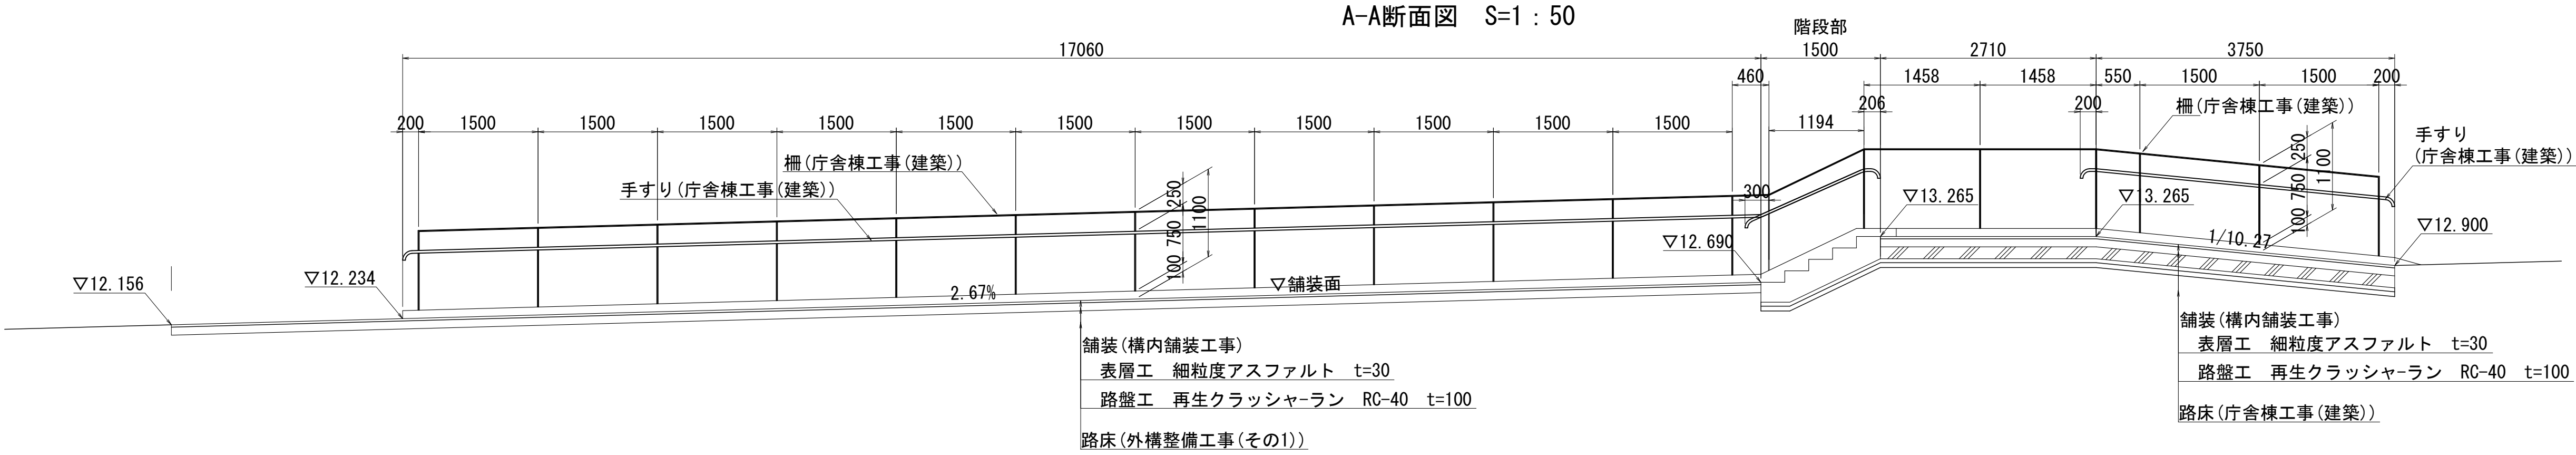 A-A断面図　S=1：50
階段部
17060
1500
2710
3750
460
1458
1458
550
1500
1500
200
206
200
柵(庁舎棟工事(建築))
200
1500
1500
1500
1500
1500
1500
1500
1500
1500
1500
1500
1194
手すり
(庁舎棟工事(建築))
250
750
100
1100
柵(庁舎棟工事(建築))
手すり(庁舎棟工事(建築))
250
750
100
1100
300
▽13.265
▽13.265
▽12.690
1/10.27
▽12.900
▽12.156
▽12.234
2.67%
▽舗装面
舗装(構内舗装工事)
表層工　細粒度アスファルト　t=30
路盤工　再生クラッシャ-ラン　RC-40　t=100
路床(外構整備工事(その1))
舗装(構内舗装工事)
表層工　細粒度アスファルト　t=30
路盤工　再生クラッシャ-ラン　RC-40　t=100
路床(庁舎棟工事(建築))